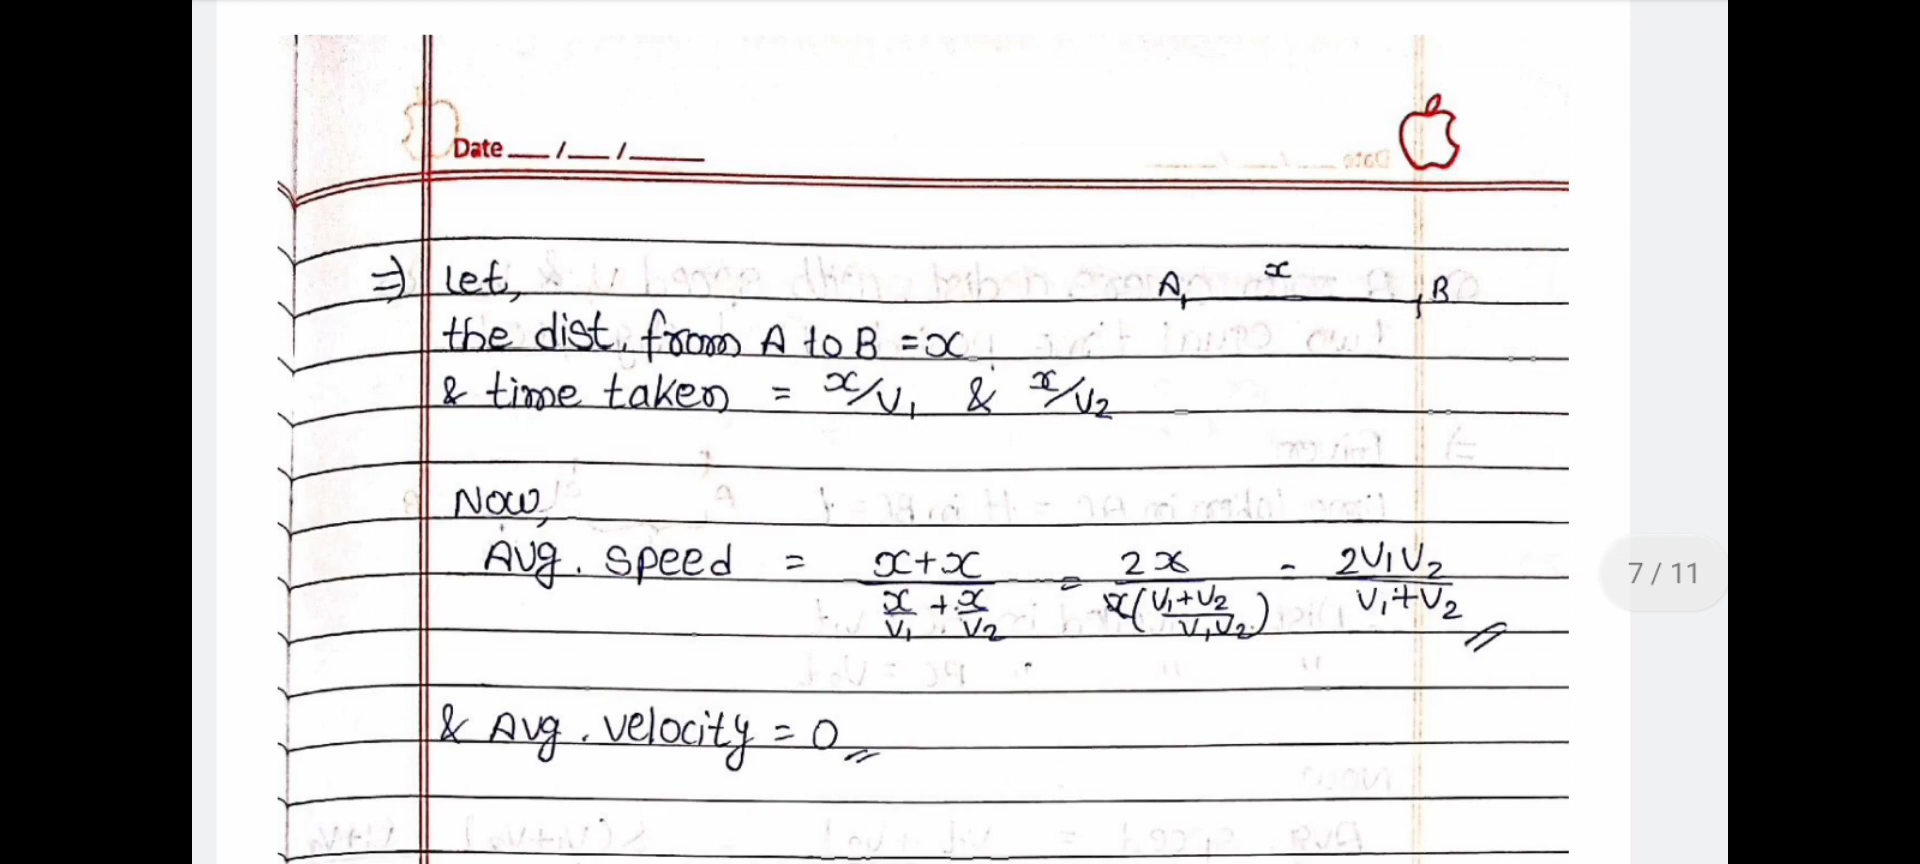 Date __/__/____
⇒) Let, A x B
the dist. from A to B = x
& time taken = x/V₁ & x/V₂
Now,
Avg. speed = (x+x)/(x/V₁ + x/V₂) = 2x/(x((V₁+V₂)/(V₁V₂))) = 2V₁V₂/(V₁+V₂)
& Avg. velocity = 0
7 / 11